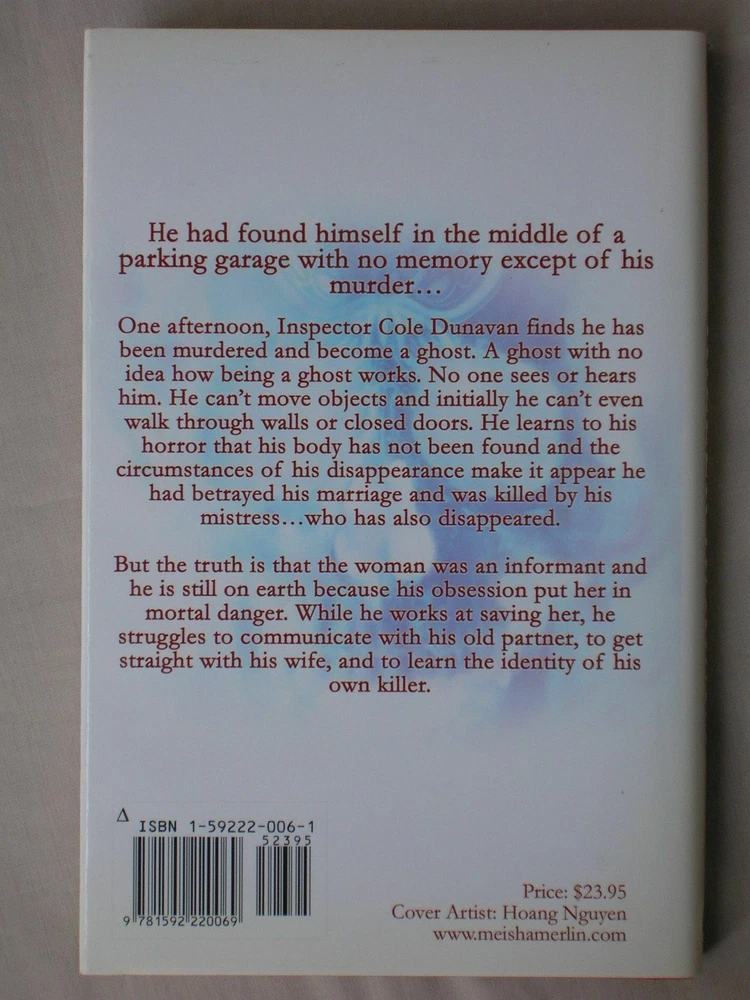 He had found himself in the middle of a
parking garage with no memory except of his
murder…
One afternoon, Inspector Cole Dunavan finds he has
been murdered and become a ghost. A ghost with no
idea how being a ghost works. No one sees or hears
him. He can’t move objects and initially he can’t even
walk through walls or closed doors. He learns to his
horror that his body has not been found and the
circumstances of his disappearance make it appear he
had betrayed his marriage and was killed by his
mistress…who has also disappeared.
But the truth is that the woman was an informant and
he is still on earth because his obsession put her in
mortal danger. While he works at saving her, he
struggles to communicate with his old partner, to get
straight with his wife, and to learn the identity of his
own killer.
Δ
ISBN 1-59222-006-1
52395
9 781592 220069
Price: $23.95
Cover Artist: Hoang Nguyen
www.meishamerlin.com